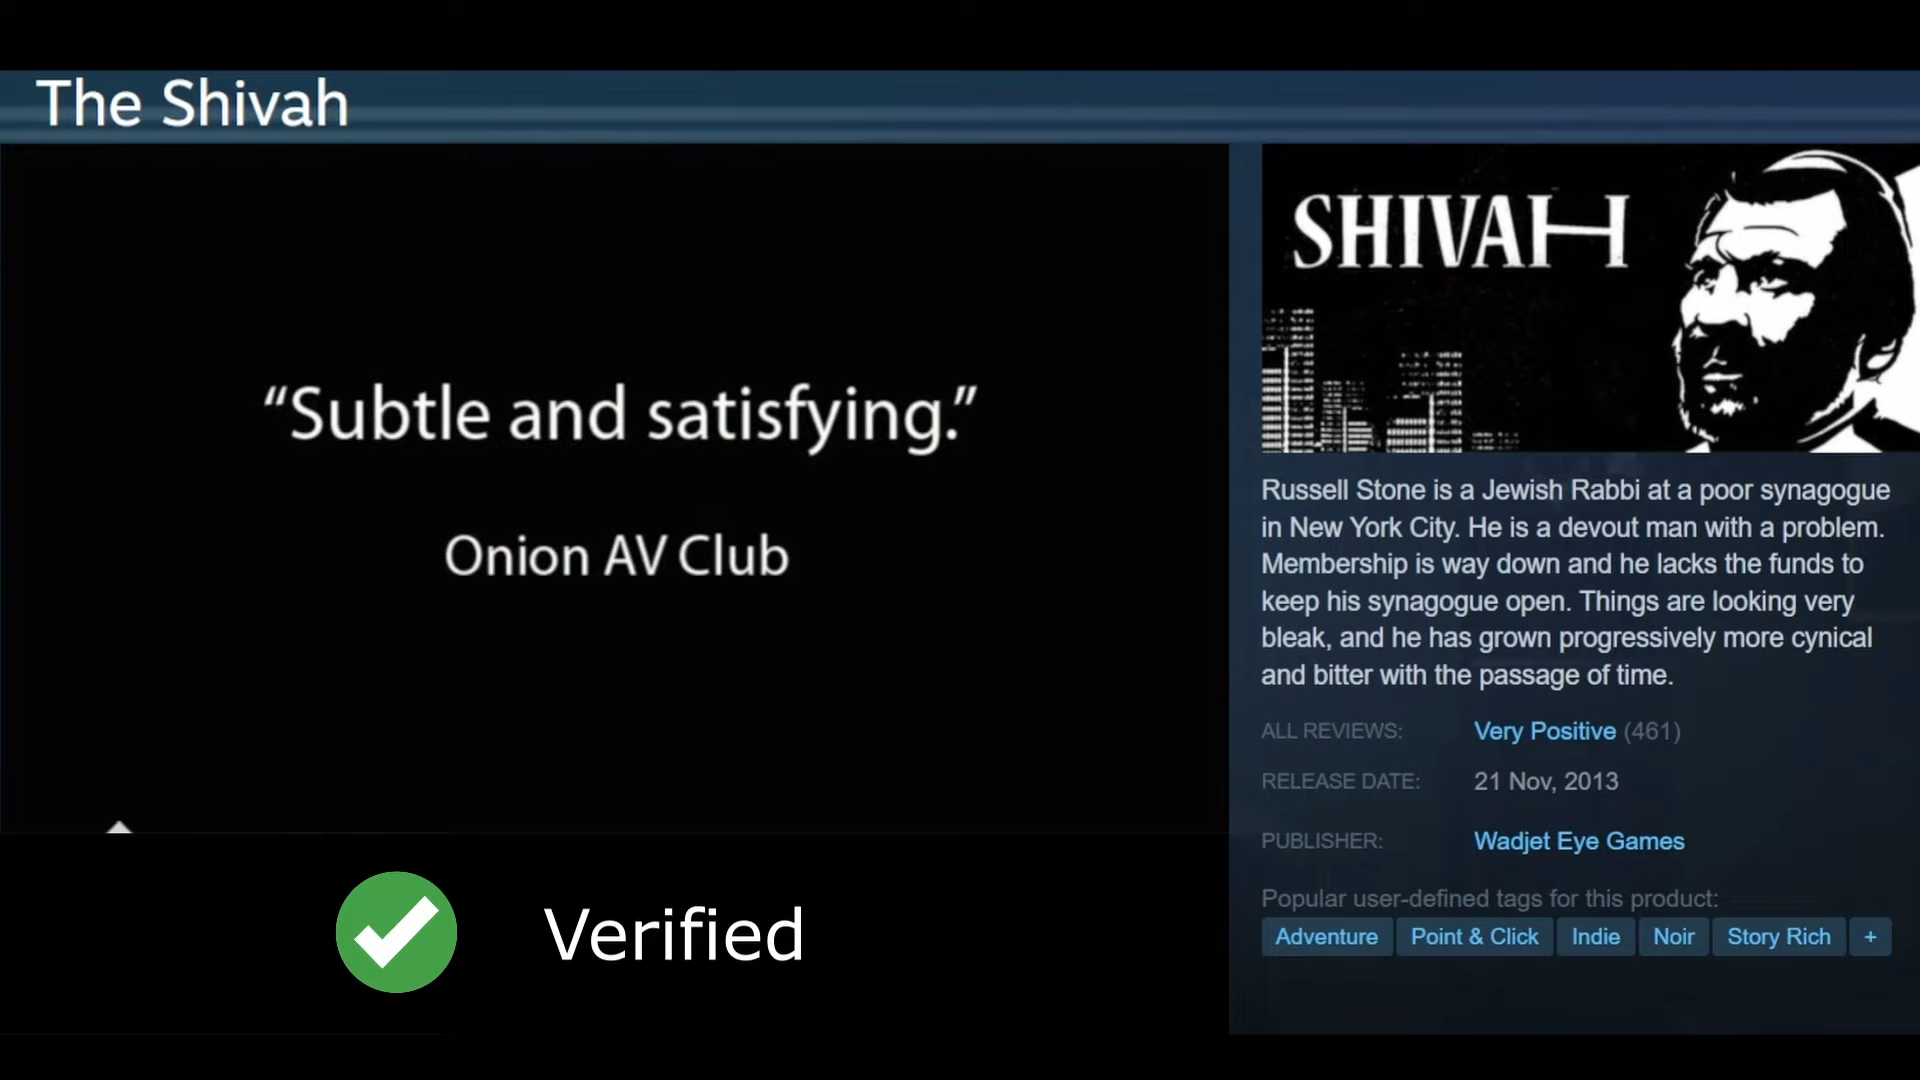 The Shivah
“Subtle and satisfying.”
Onion AV Club
Verified
SHIVAH
Russell Stone is a Jewish Rabbi at a poor synagogue
in New York City. He is a devout man with a problem.
Membership is way down and he lacks the funds to
keep his synagogue open. Things are looking very
bleak, and he has grown progressively more cynical
and bitter with the passage of time.
ALL REVIEWS: Very Positive (461)
RELEASE DATE: 21 Nov, 2013
PUBLISHER: Wadjet Eye Games
Popular user-defined tags for this product:
Adventure Point & Click Indie Noir Story Rich +